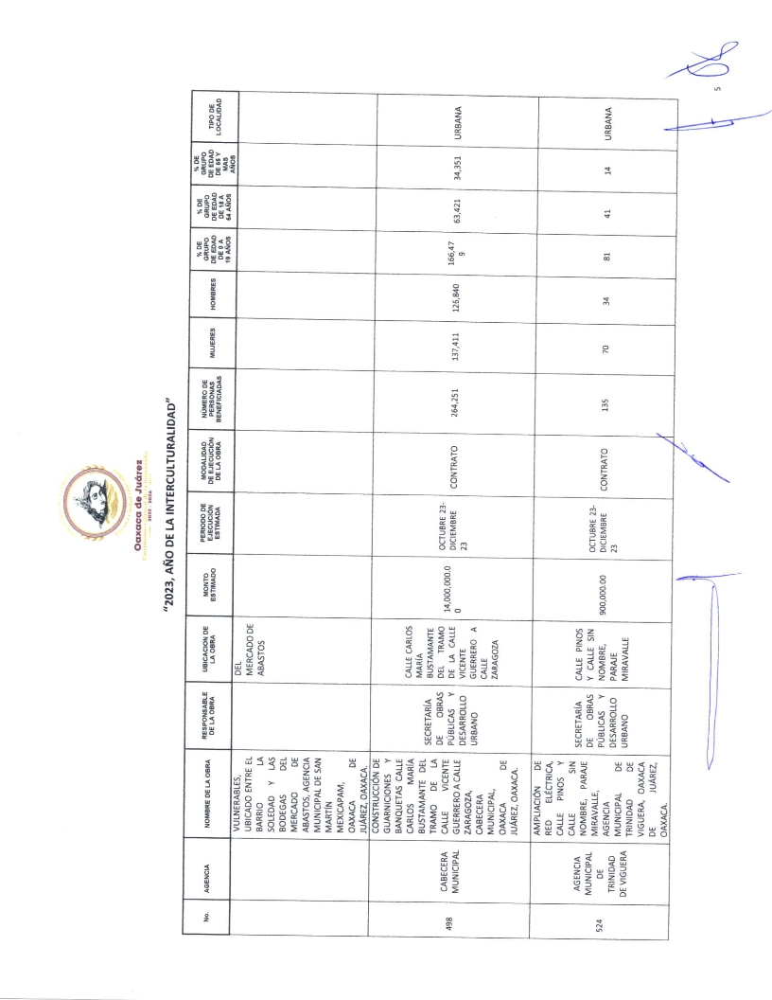 Oaxaca de Juárez
2022 - 2024
"2023, AÑO DE LA INTERCULTURALIDAD"
No.
AGENCIA
NOMBRE DE LA OBRA
RESPONSABLE
DE LA OBRA
UBICACION DE
LA OBRA
MONTO
ESTIMADO
PERIODO DE
EJECUCIÓN
ESTIMADA
MODALIDAD
DE EJECUCIÓN
DE LA OBRA
NÚMERO DE
PERSONAS
BENEFICIADAS
MUJERES
HOMBRES
% DE
GRUPO
DE EDAD
DE 0 A
19 AÑOS
% DE
GRUPO
DE EDAD
DE 18 A
64 AÑOS
% DE
GRUPO
DE EDAD
DE 65 Y
MAS
AÑOS
TIPO DE
LOCALIDAD
VULNERABLES,
UBICADO ENTRE EL
BARRIO LA
SOLEDAD Y LAS
BODEGAS DEL
MERCADO DE
ABASTOS, AGENCIA
MUNICIPAL DE SAN
MARTÍN
MEXICAPAM,
OAXACA DE
JUÁREZ, OAXACA.
DEL
MERCADO DE
ABASTOS
498
CABECERA
MUNICIPAL
CONSTRUCCIÓN DE
GUARNICIONES Y
BANQUETAS CALLE
CARLOS MARÍA
BUSTAMANTE DEL
TRAMO DE LA
CALLE VICENTE
GUERRERO A CALLE
ZARAGOZA,
CABECERA
MUNICIPAL,
OAXACA DE
JUÁREZ, OAXACA.
SECRETARÍA
DE OBRAS
PÚBLICAS Y
DESARROLLO
URBANO
CALLE CARLOS
MARÍA
BUSTAMANTE
DEL TRAMO
DE LA CALLE
VICENTE
GUERRERO A
CALLE
ZARAGOZA
14,000,000.0
0
OCTUBRE 23-
DICIEMBRE
23
CONTRATO
264,251
137,411
126,840
166,47
9
63,421
34,351
URBANA
524
AGENCIA
MUNICIPAL
DE
TRINIDAD
DE VIGUERA
AMPLIACIÓN DE
RED ELÉCTRICA,
CALLE PINOS Y
CALLE SIN
NOMBRE, PARAJE
MIRAVALLE,
AGENCIA
MUNICIPAL DE
TRINIDAD DE
VIGUERA, OAXACA
DE JUÁREZ,
OAXACA.
SECRETARÍA
DE OBRAS
PÚBLICAS Y
DESARROLLO
URBANO
CALLE PINOS
Y CALLE SIN
NOMBRE,
PARAJE
MIRAVALLE
900,000.00
OCTUBRE 23-
DICIEMBRE
23
CONTRATO
135
70
34
81
41
14
URBANA
5